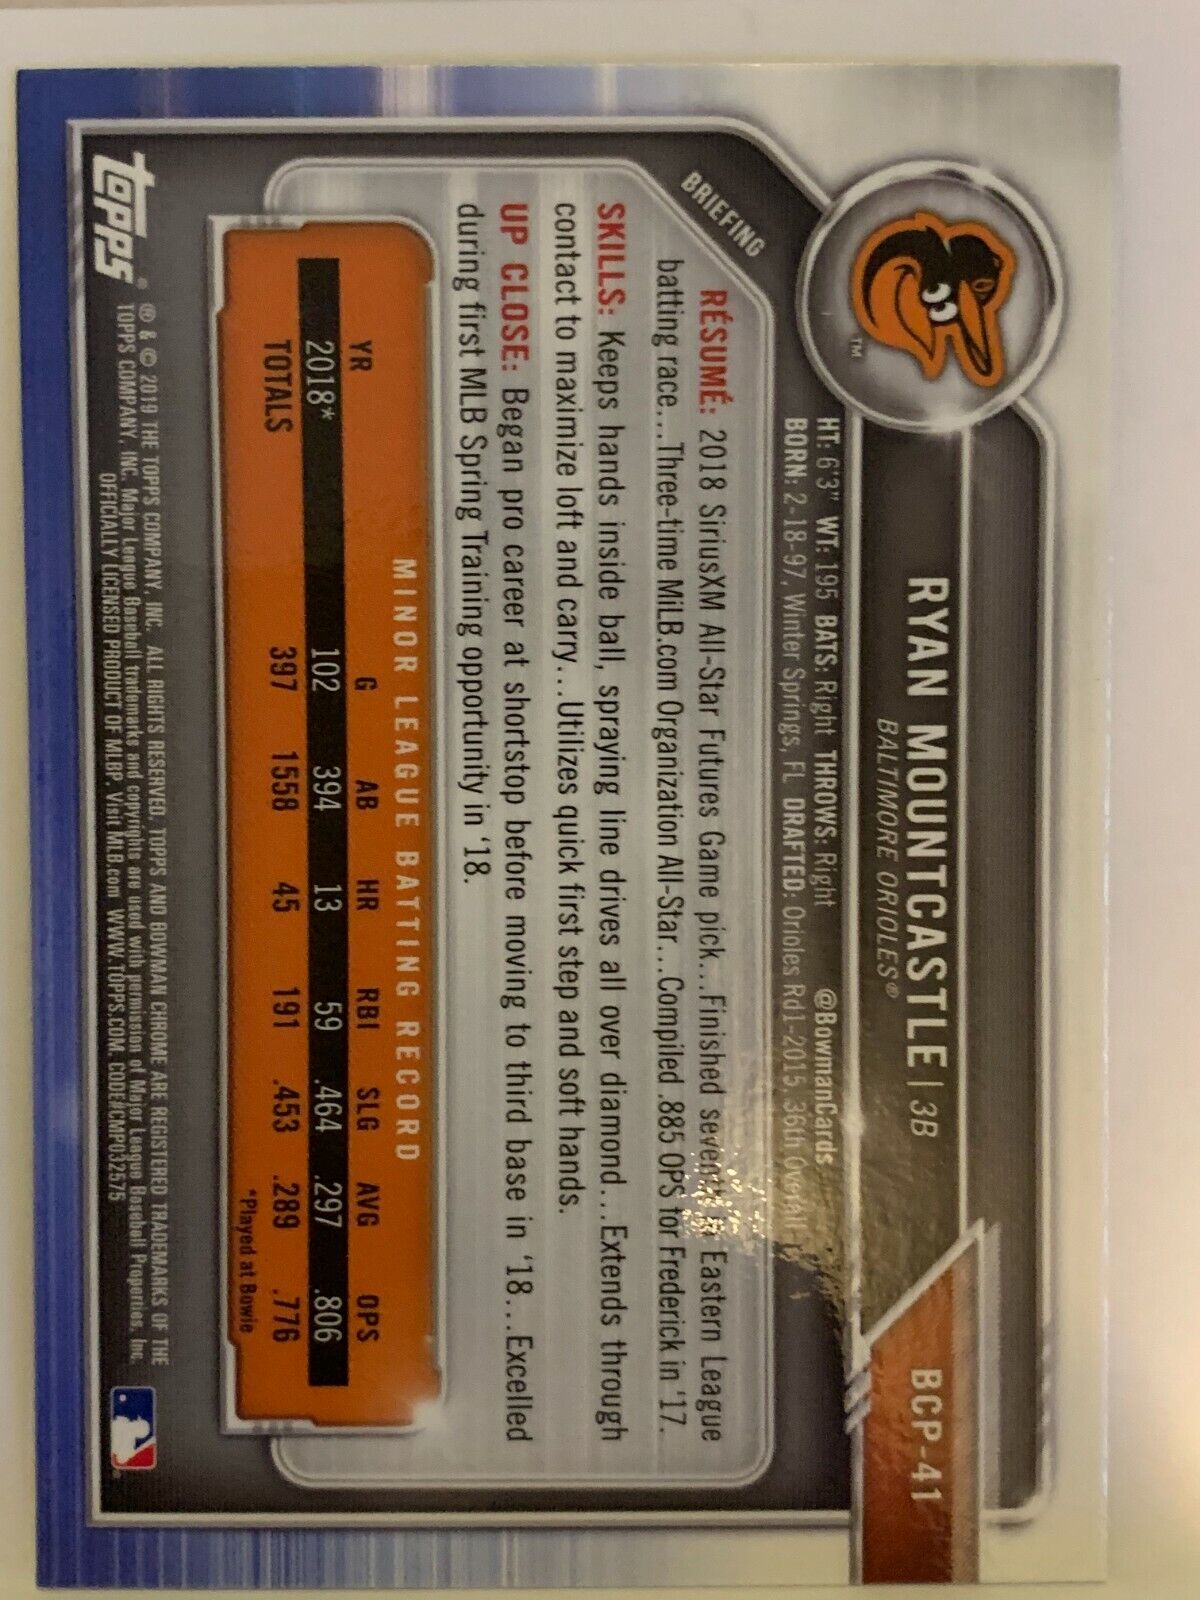 RYAN MOUNTCASTLE | 3B
BALTIMORE ORIOLES®
BCP-41
HT: 6'3" WT: 195 BATS: Right THROWS: Right @BowmanCards
BORN: 2-18-97, Winter Springs, FL DRAFTED: Orioles Rd1-2015, 36th Overall
TM
BRIEFING
RÉSUMÉ: 2018 SiriusXM All-Star Futures Game pick...Finished seventh in Eastern League
batting race...Three-time MiLB.com Organization All-Star...Compiled .885 OPS for Frederick in '17.
SKILLS: Keeps hands inside ball, spraying line drives all over diamond...Extends through
contact to maximize loft and carry...Utilizes quick first step and soft hands.
UP CLOSE: Began pro career at shortstop before moving to third base in '18...Excelled
during first MLB Spring Training opportunity in '18.
MINOR LEAGUE BATTING RECORD
YR G AB HR RBI SLG AVG OPS
2018* 102 394 13 59 .464 .297 .806
TOTALS 397 1558 45 191 .453 .289 .776
*Played at Bowie
topps®
® & © 2019 THE TOPPS COMPANY, INC. ALL RIGHTS RESERVED. TOPPS AND BOWMAN CHROME ARE REGISTERED TRADEMARKS OF THE
TOPPS COMPANY, INC. Major League Baseball trademarks and copyrights are used with permission of Major League Baseball Properties, Inc.
OFFICIALLY LICENSED PRODUCT OF MLBP. Visit MLB.com WWW.TOPPS.COM. CODE/CMP032575